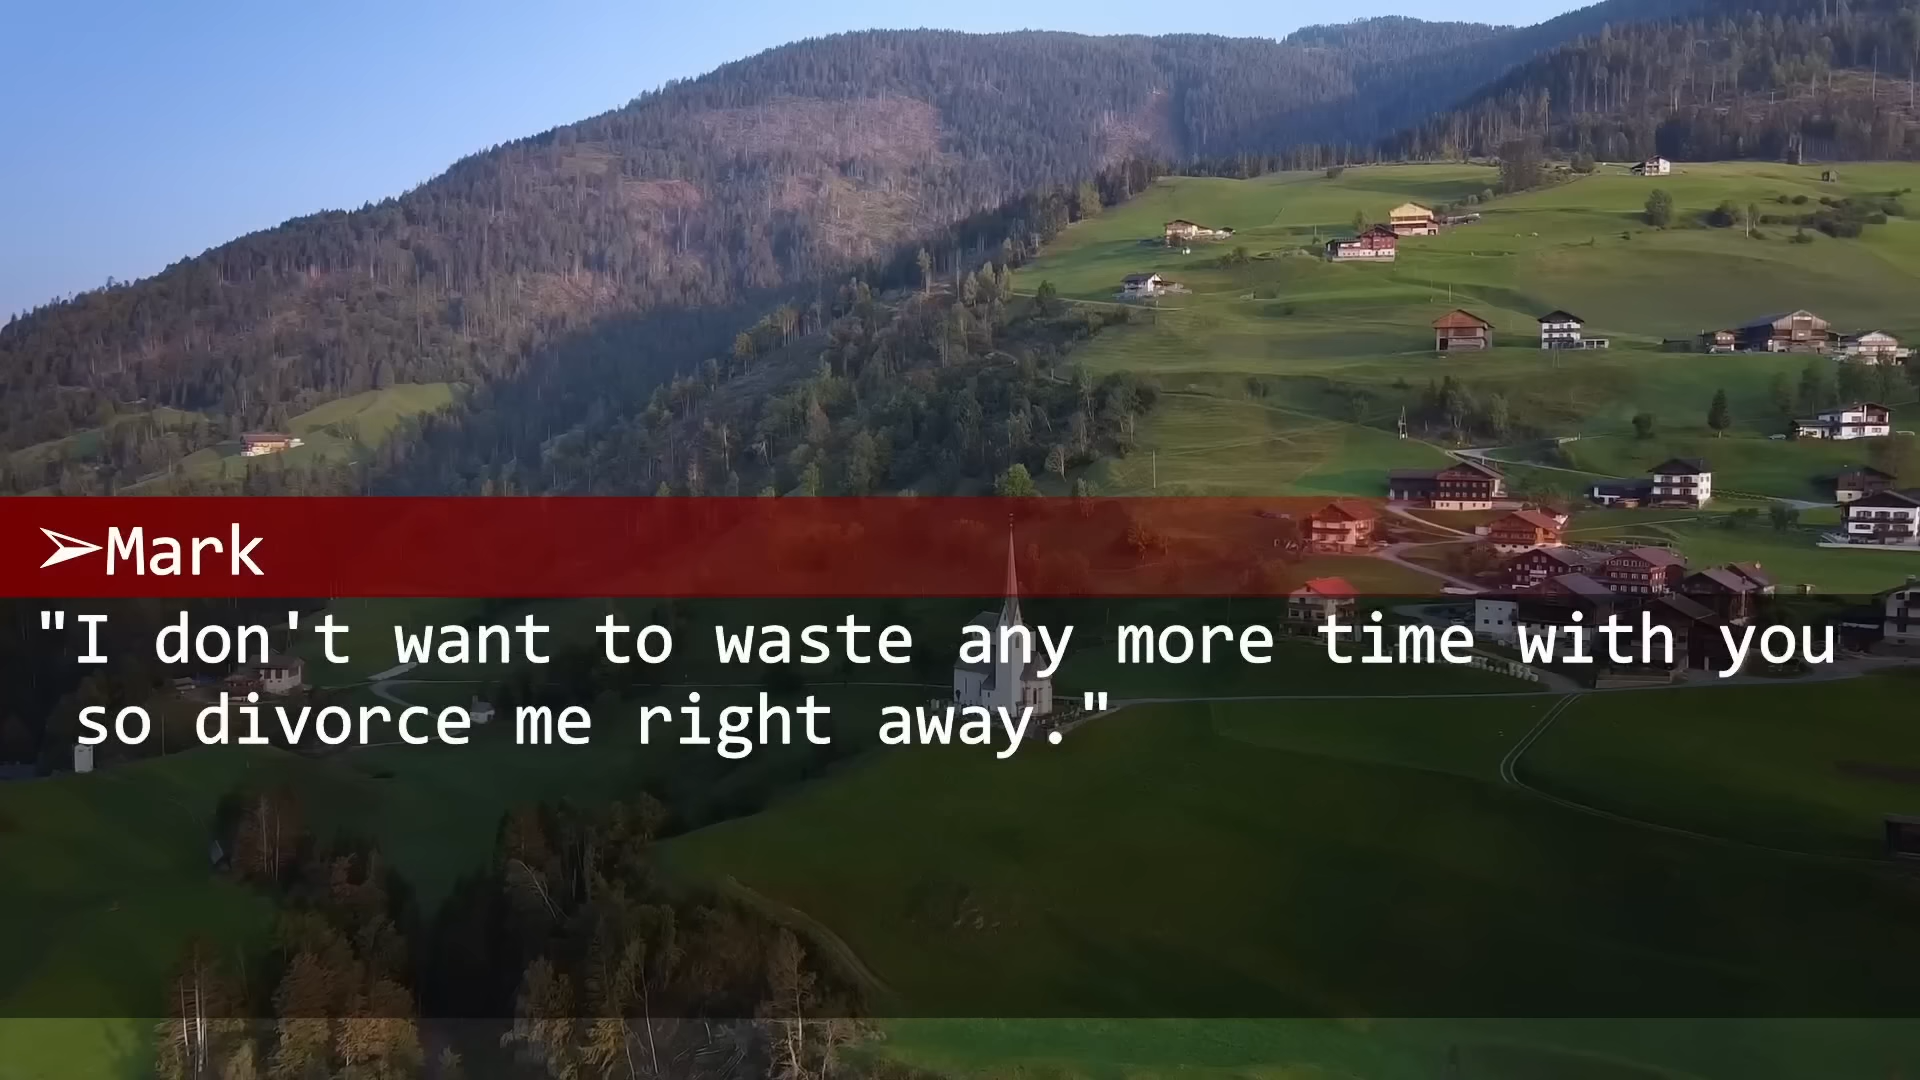 ➢Mark
"I don't want to waste any more time with you
so divorce me right away."